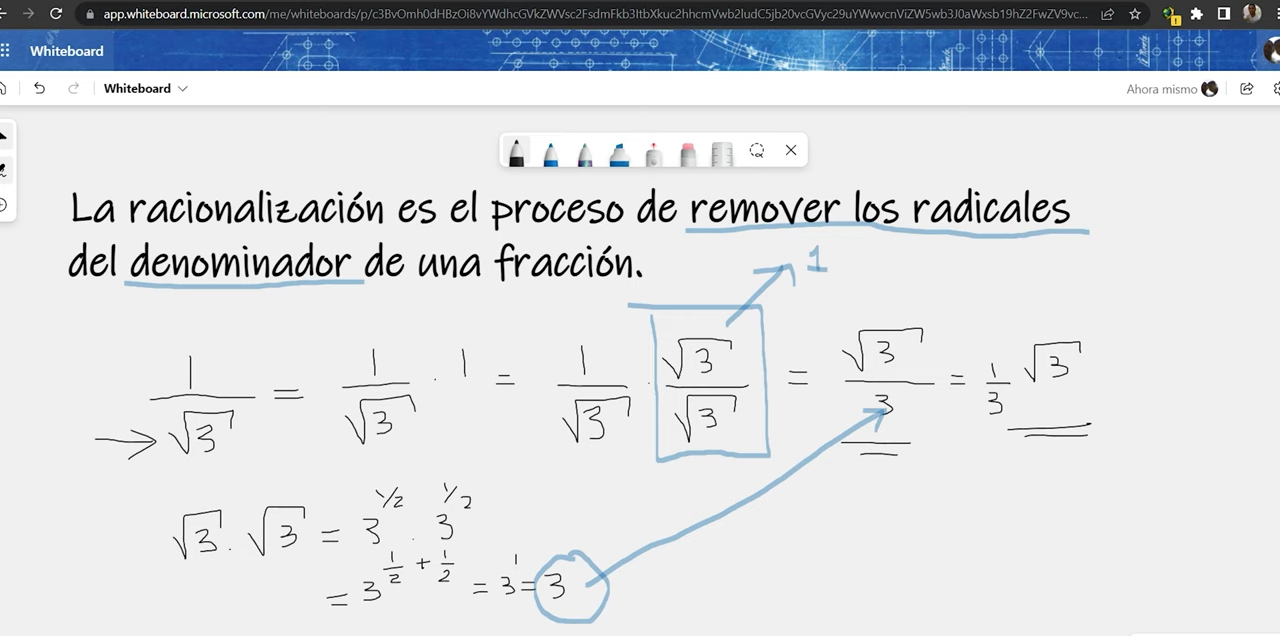 app.whiteboard.microsoft.com/me/whiteboards/p/c3BvOmh0dHBzOi8vYWdhcGVkZWVsc2FsdmFkb3ItbXkuc2hhcmVwb2ludC5jb20vcGVyc29uYWwvcnViZW5wb3J0aWxsb19hZ2FwZV9vc...
Whiteboard
Whiteboard
Ahora mismo
La racionalización es el proceso de remover los radicales
del denominador de una fracción.
1
1/√3 = 1/√3 · 1 = 1/√3 · √3/√3 = √3/3 = 1/3 √3
√3 · √3 = 3^1/2 · 3^1/2
= 3^1/2 + 1/2 = 3^1 = 3